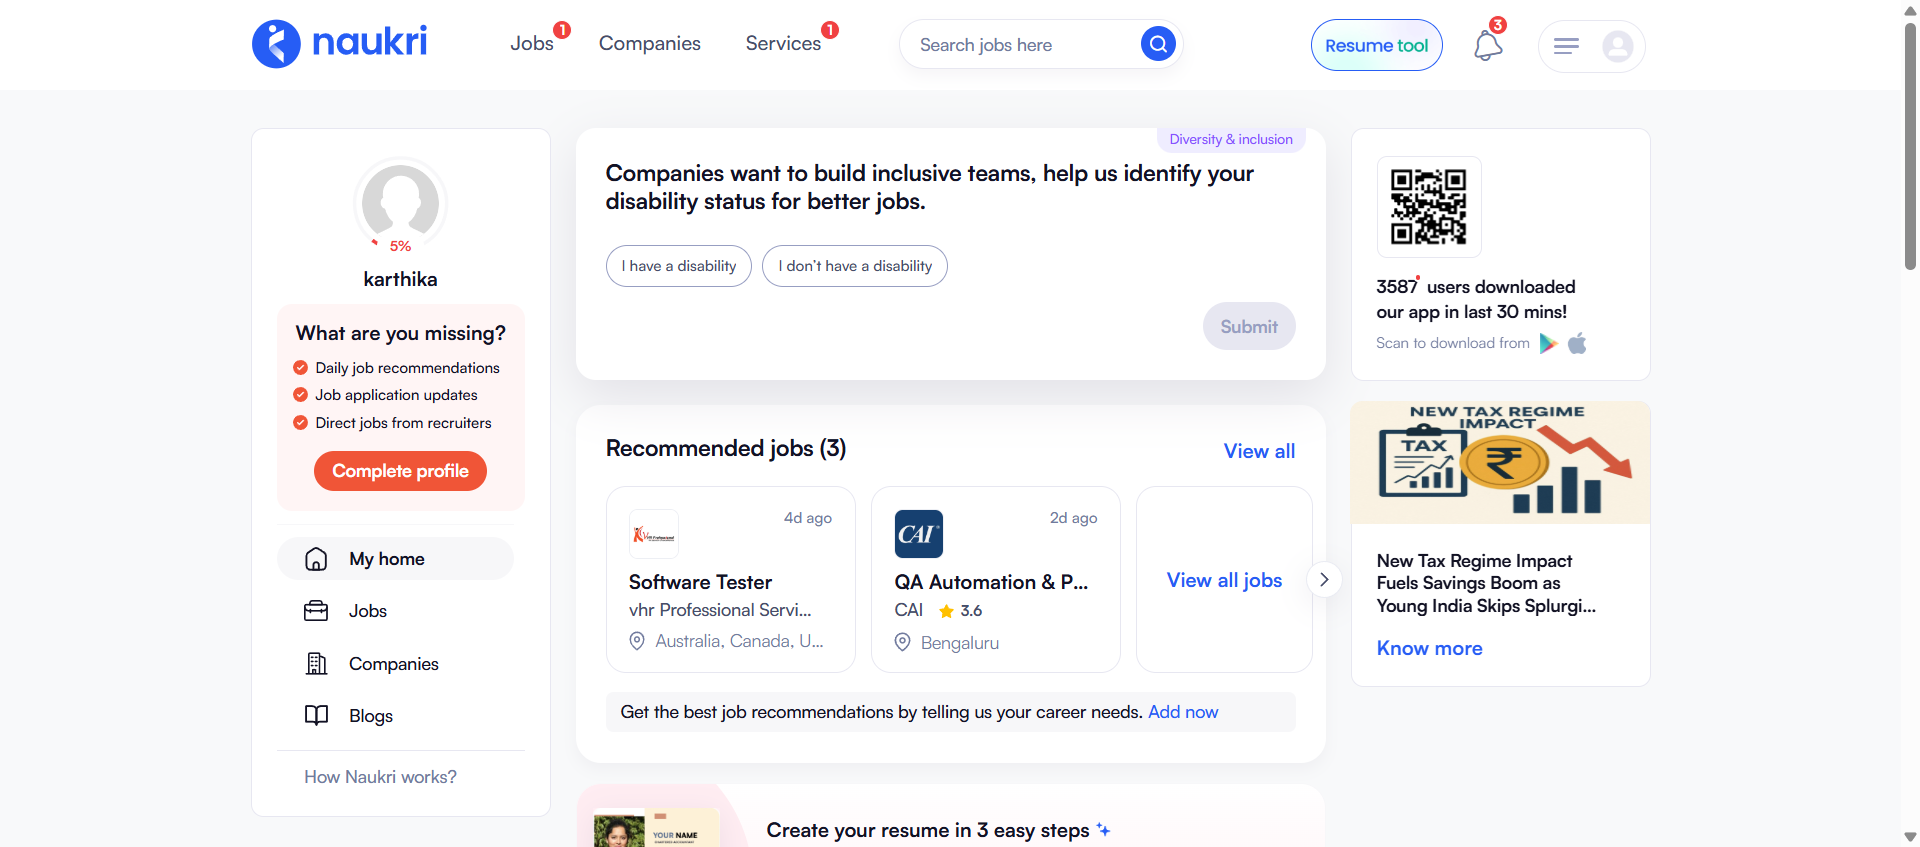 naukri
Jobs 1
Companies
Services 1
Search jobs here
Resume tool
3
5%
karthika
What are you missing?
Daily job recommendations
Job application updates
Direct jobs from recruiters
Complete profile
My home
Jobs
Companies
Blogs
How Naukri works?
Diversity & inclusion
Companies want to build inclusive teams, help us identify your
disability status for better jobs.
I have a disability
I don't have a disability
Submit
Recommended jobs (3)
View all
4d ago
Software Tester
vhr Professional Servi...
Australia, Canada, U...
CAI
2d ago
QA Automation & P...
CAI 3.6
Bengaluru
View all jobs
Get the best job recommendations by telling us your career needs. Add now
Create your resume in 3 easy steps
YOUR NAME
3587 users downloaded
our app in last 30 mins!
Scan to download from
NEW TAX REGIME
IMPACT
TAX
New Tax Regime Impact
Fuels Savings Boom as
Young India Skips Splurgi...
Know more